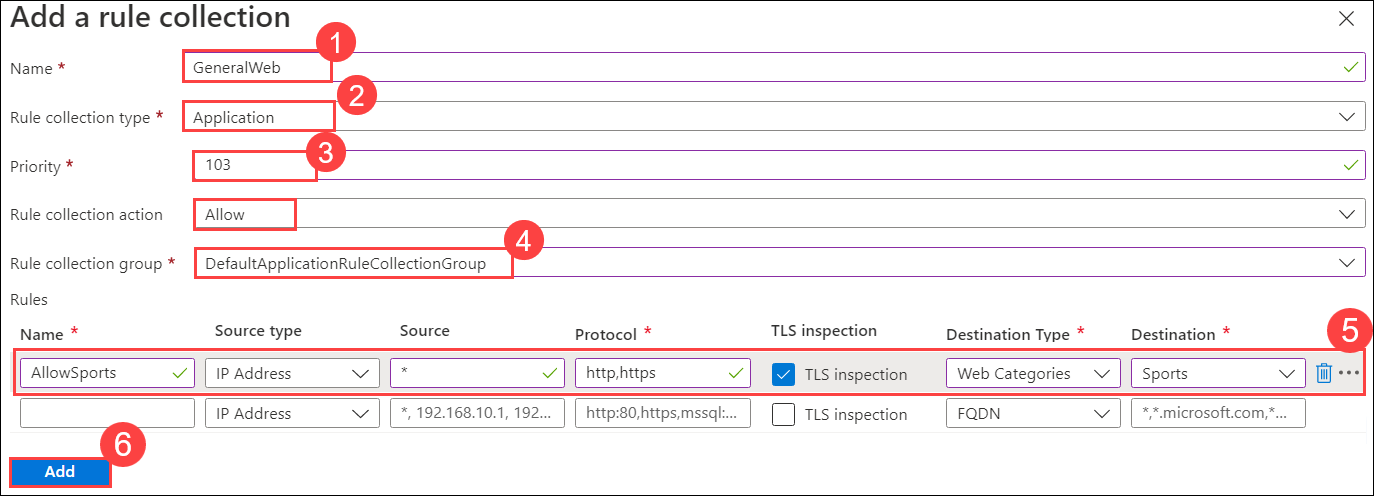 Add a rule collection
1
Name * GeneralWeb
2
Rule collection type * Application
3
Priority * 103
Rule collection action Allow
4
Rule collection group * DefaultApplicationRuleCollectionGroup
Rules
Name * Source type Source Protocol * TLS inspection Destination Type * Destination *
5
AllowSports IP Address * http,https TLS inspection Web Categories Sports
IP Address *, 192.168.10.1, 192... http:80,https,mssql:... TLS inspection FQDN *,*.microsoft.com,*...
6
Add